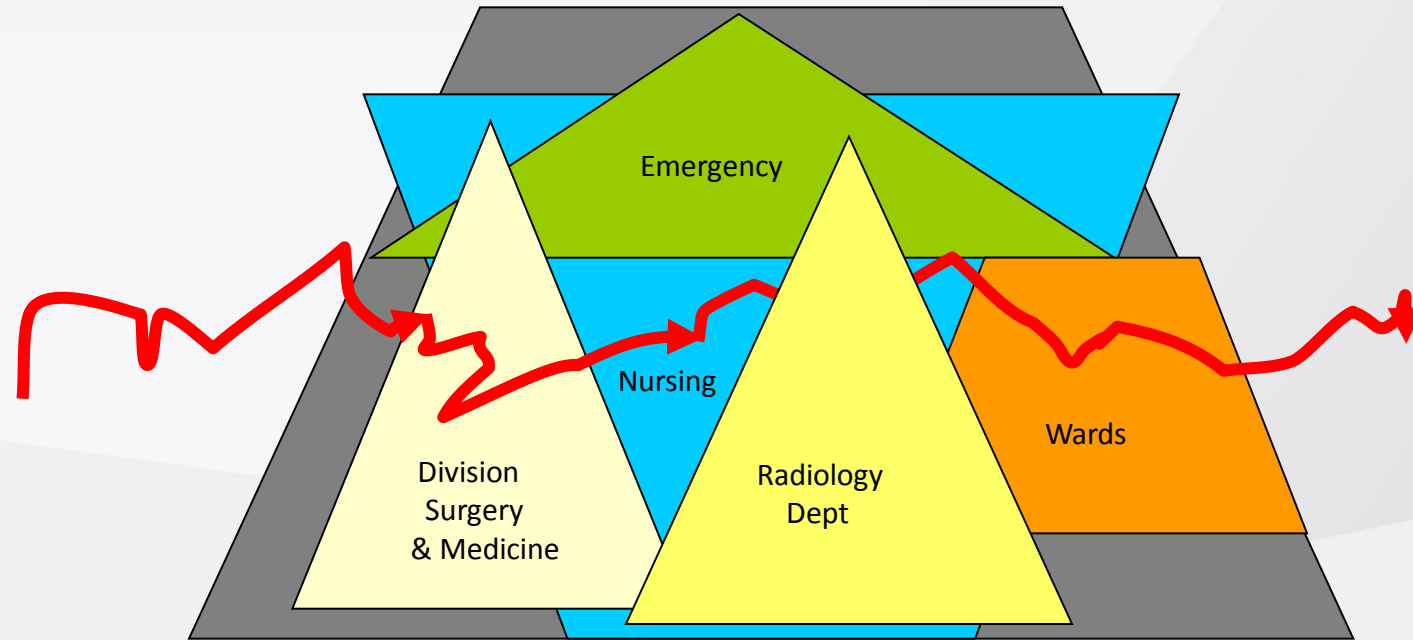 Emergency
Nursing
Division
Surgery
& Medicine
Radiology
Dept
Wards